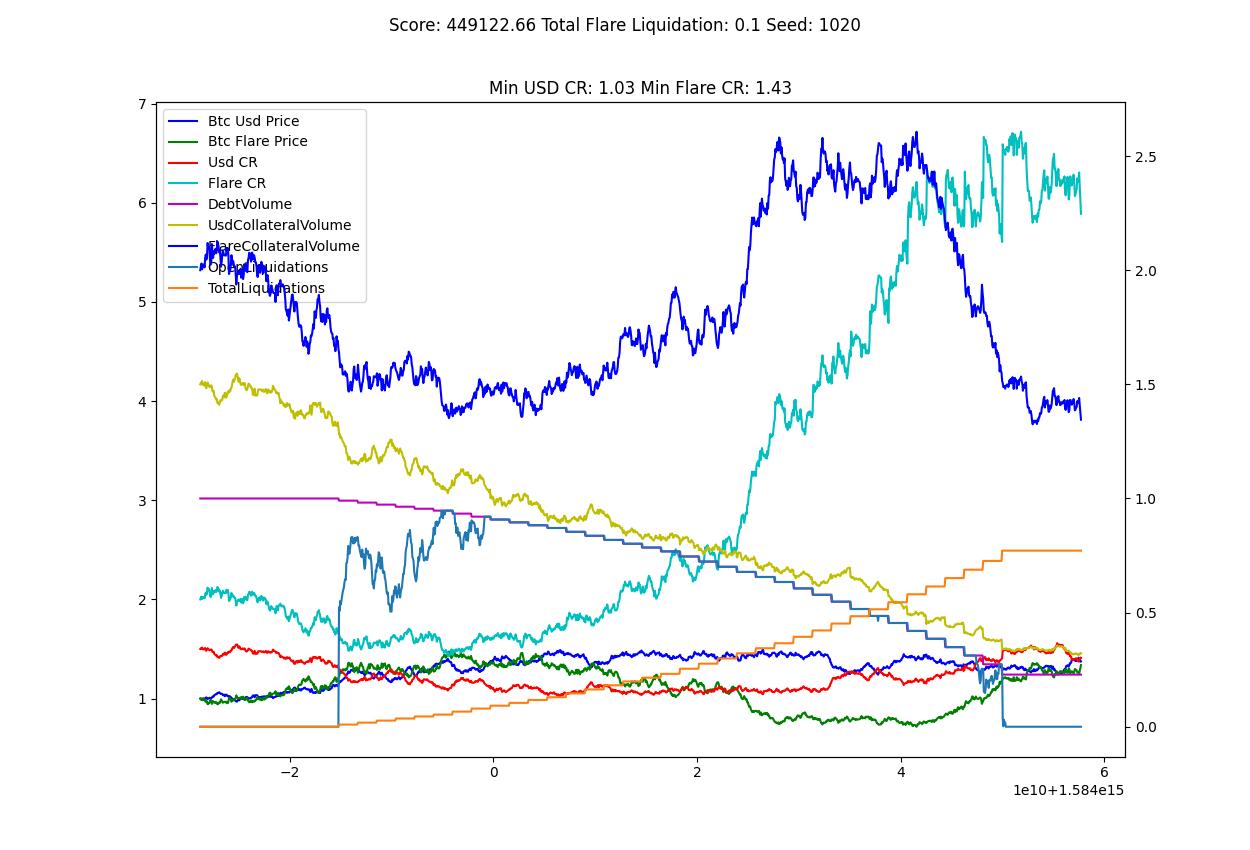 Score: 449122.66 Total Flare Liquidation: 0.1 Seed: 1020
Min USD CR: 1.03 Min Flare CR: 1.43
Btc Usd Price
Btc Flare Price
Usd CR
Flare CR
DebtVolume
UsdCollateralVolume
FlareCollateralVolume
OpenLiquidations
TotalLiquidations
7
6
5
4
3
2
1
2.5
2.0
1.5
1.0
0.5
0.0
−2 0 2 4 6
1e10+1.584e15